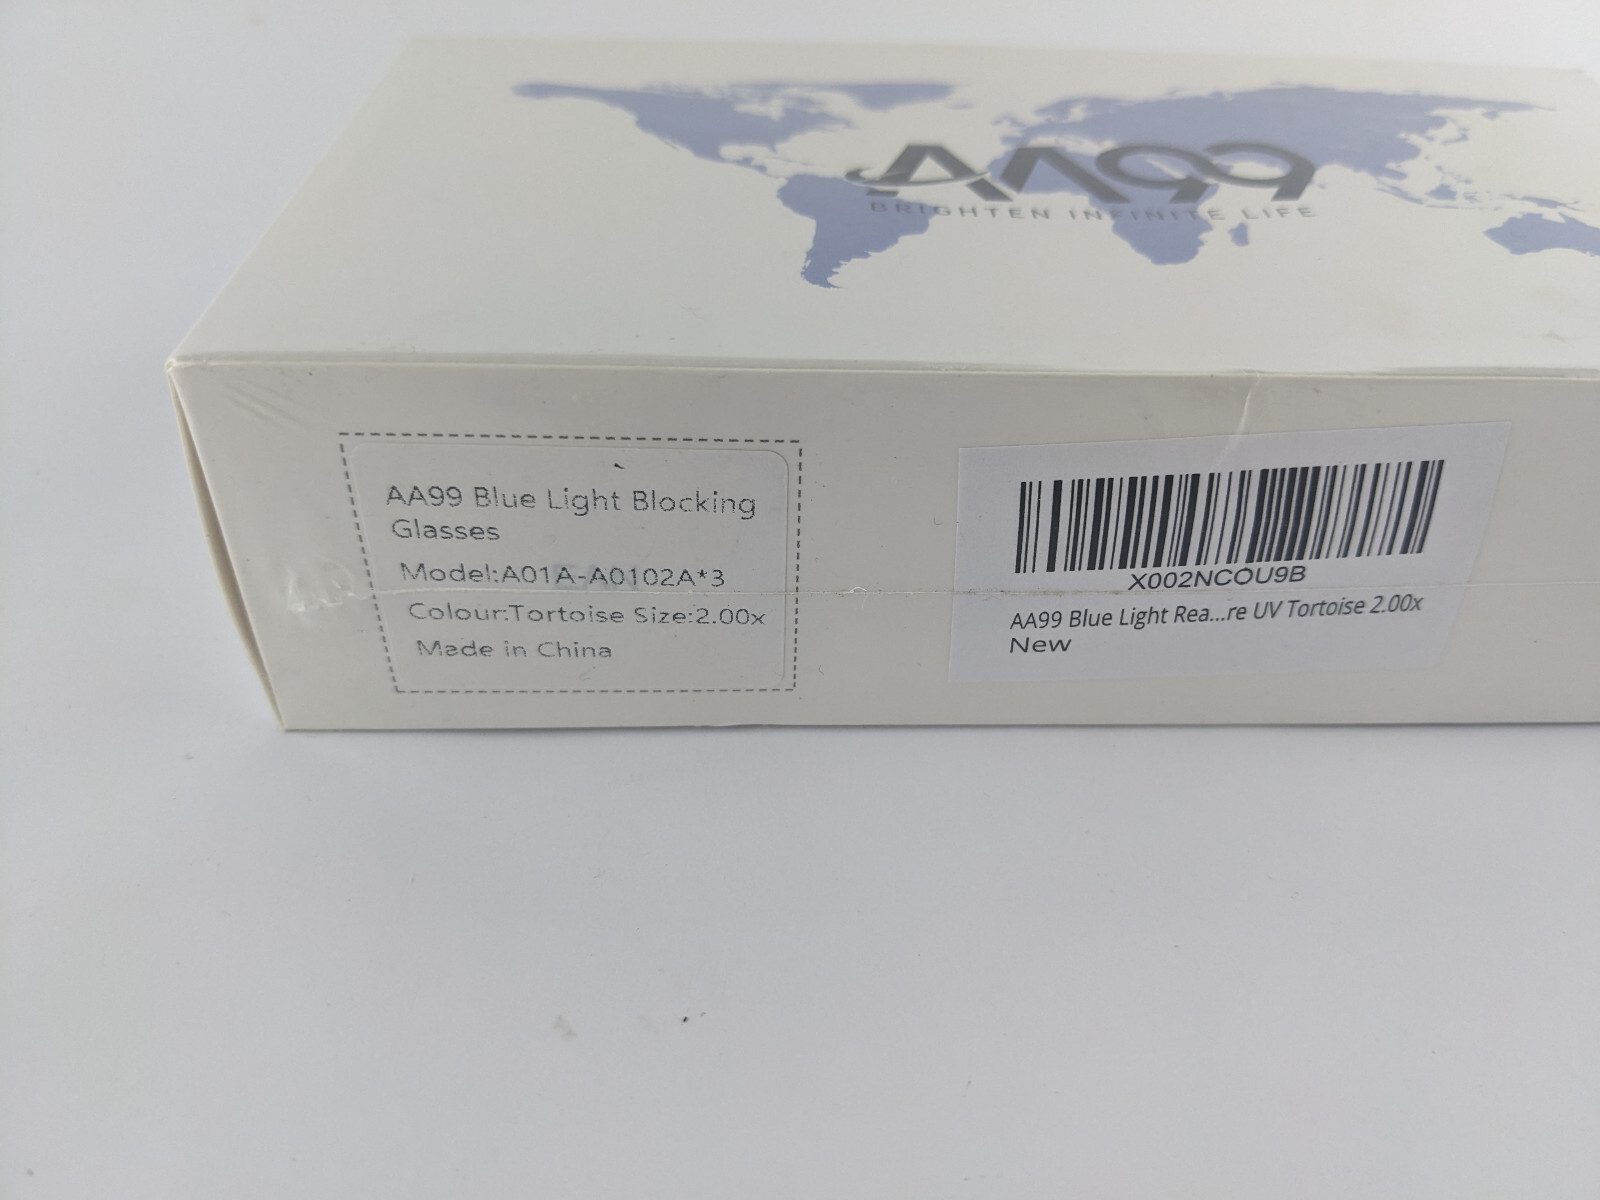 AA99
BRIGHTEN INFINITE LIFE
AA99 Blue Light Blocking
Glasses
Model:A01A-A0102A*3
Colour:Tortoise Size:2.00x
Made in China
X002NCOU9B
AA99 Blue Light Rea...re UV Tortoise 2.00x
New